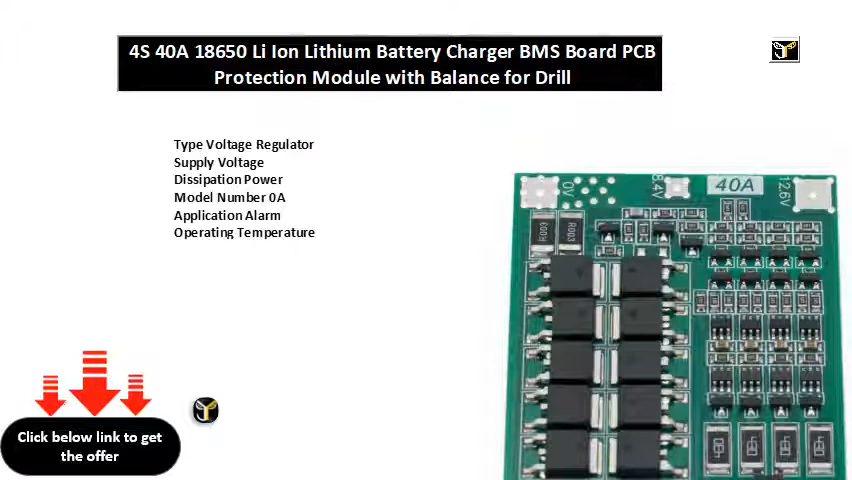 4S 40A 18650 Li Ion Lithium Battery Charger BMS Board PCB
Protection Module with Balance for Drill
Type Voltage Regulator
Supply Voltage
Dissipation Power
Model Number 0A
Application Alarm
Operating Temperature
0V
8.4V
40A
12.6V
R003
Click below link to get
the offer